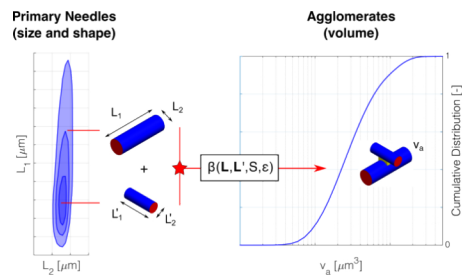 Primary Needles
(size and shape)
Agglomerates
(volume)
L₁ [μm]
L₂ [μm]
L₁
L₂
+
L'₁
L'₂
β(L,L',S,ε)
vₐ
1
0
Cumulative Distribution [-]
vₐ [μm³]